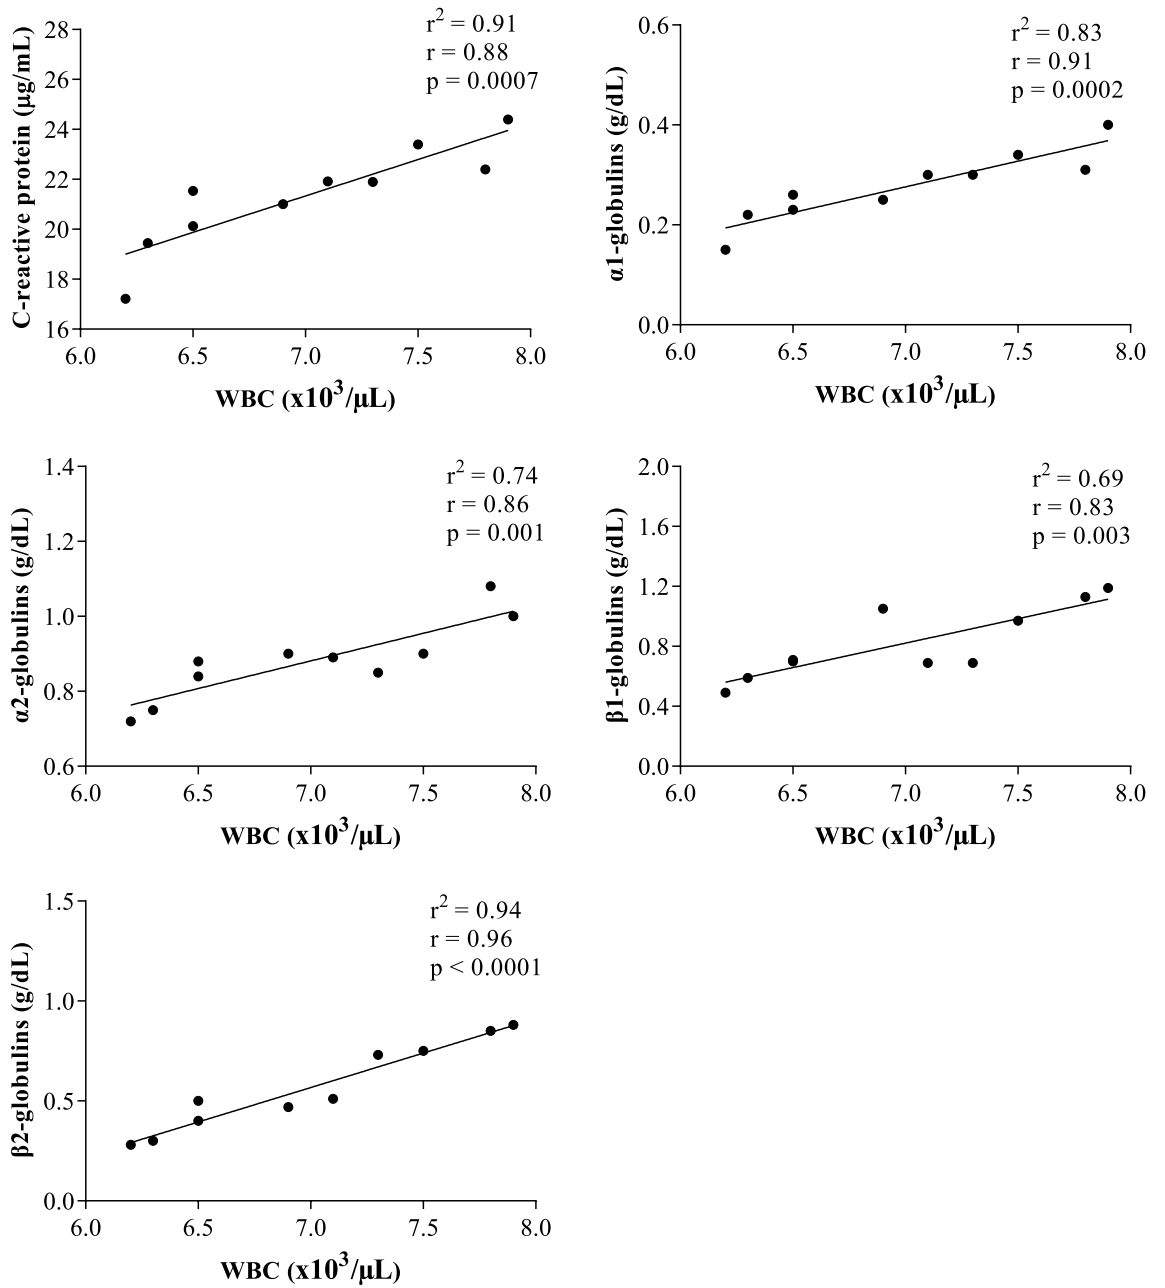 r² = 0.91
r = 0.88
p = 0.0007
C-reactive protein (μg/mL)
28
26
24
22
20
18
16
6.0 6.5 7.0 7.5 8.0
WBC (x10³/μL)
r² = 0.83
r = 0.91
p = 0.0002
α1-globulins (g/dL)
0.6
0.4
0.2
0.0
6.0 6.5 7.0 7.5 8.0
WBC (x10³/μL)
r² = 0.74
r = 0.86
p = 0.001
α2-globulins (g/dL)
1.4
1.2
1.0
0.8
0.6
6.0 6.5 7.0 7.5 8.0
WBC (x10³/μL)
r² = 0.69
r = 0.83
p = 0.003
β1-globulins (g/dL)
2.0
1.6
1.2
0.8
0.4
0.0
6.0 6.5 7.0 7.5 8.0
WBC (x10³/μL)
r² = 0.94
r = 0.96
p < 0.0001
β2-globulins (g/dL)
1.5
1.0
0.5
0.0
6.0 6.5 7.0 7.5 8.0
WBC (x10³/μL)